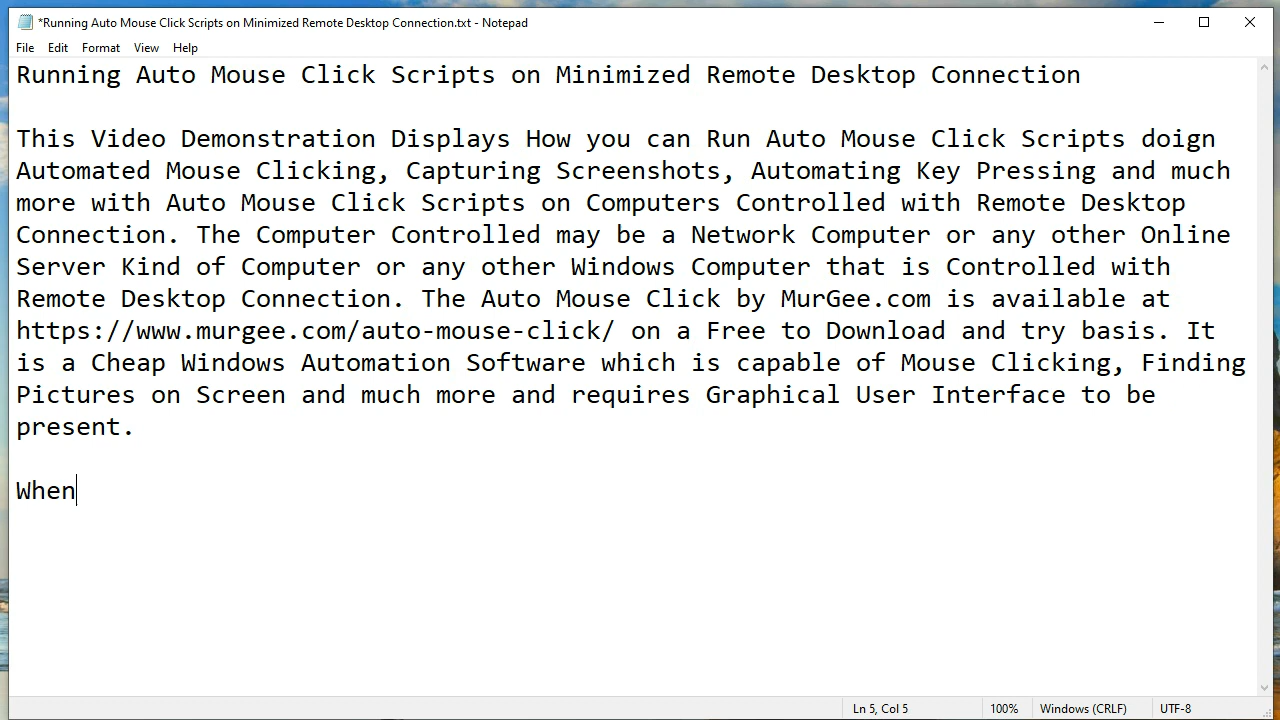 *Running Auto Mouse Click Scripts on Minimized Remote Desktop Connection.txt - Notepad
File Edit Format View Help
Running Auto Mouse Click Scripts on Minimized Remote Desktop Connection
This Video Demonstration Displays How you can Run Auto Mouse Click Scripts doign
Automated Mouse Clicking, Capturing Screenshots, Automating Key Pressing and much
more with Auto Mouse Click Scripts on Computers Controlled with Remote Desktop
Connection. The Computer Controlled may be a Network Computer or any other Online
Server Kind of Computer or any other Windows Computer that is Controlled with
Remote Desktop Connection. The Auto Mouse Click by MurGee.com is available at
https://www.murgee.com/auto-mouse-click/ on a Free to Download and try basis. It
is a Cheap Windows Automation Software which is capable of Mouse Clicking, Finding
Pictures on Screen and much more and requires Graphical User Interface to be
present.
When
Ln 5, Col 5 100% Windows (CRLF) UTF-8